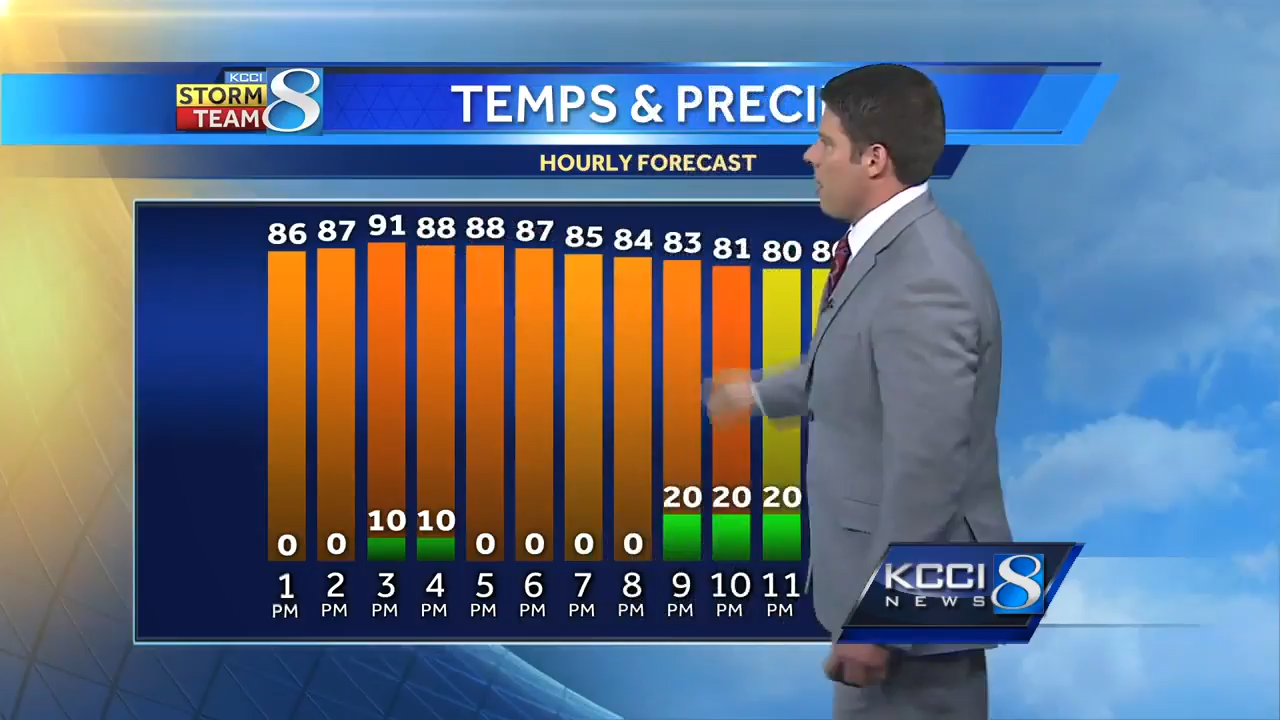 KCCI
STORM
TEAM 8
TEMPS & PRECI
HOURLY FORECAST
86 87 91 88 88 87 85 84 83 81 80
0 0 10 10 0 0 0 0 20 20 20
1 2 3 4 5 6 7 8 9 10 11
PM PM PM PM PM PM PM PM PM PM PM
KCCI 8
NEWS